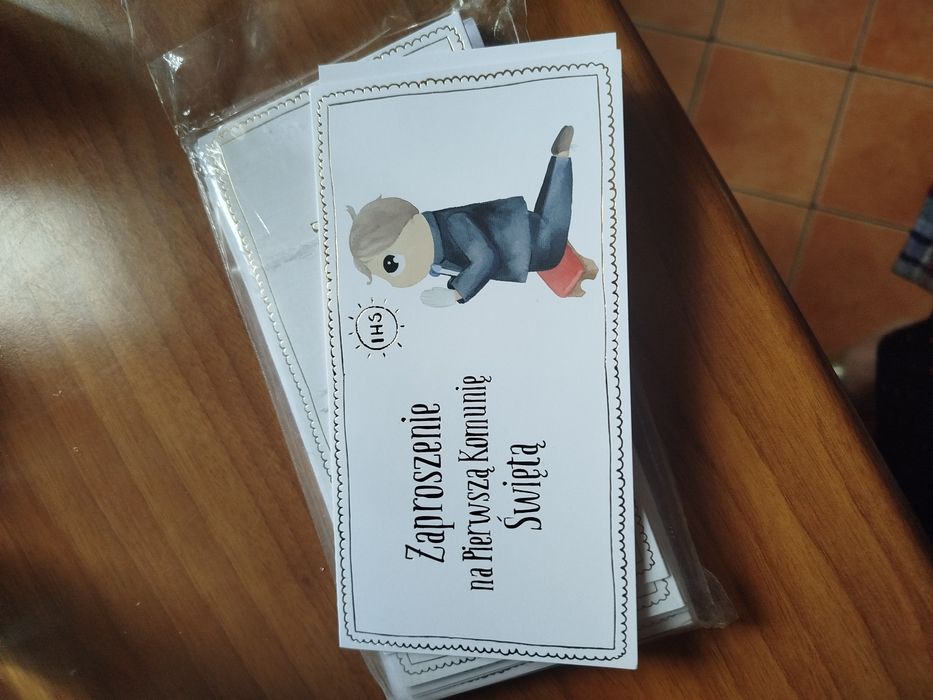 IHS
Zaproszenie
na Pierwszą Komunię
Świętą